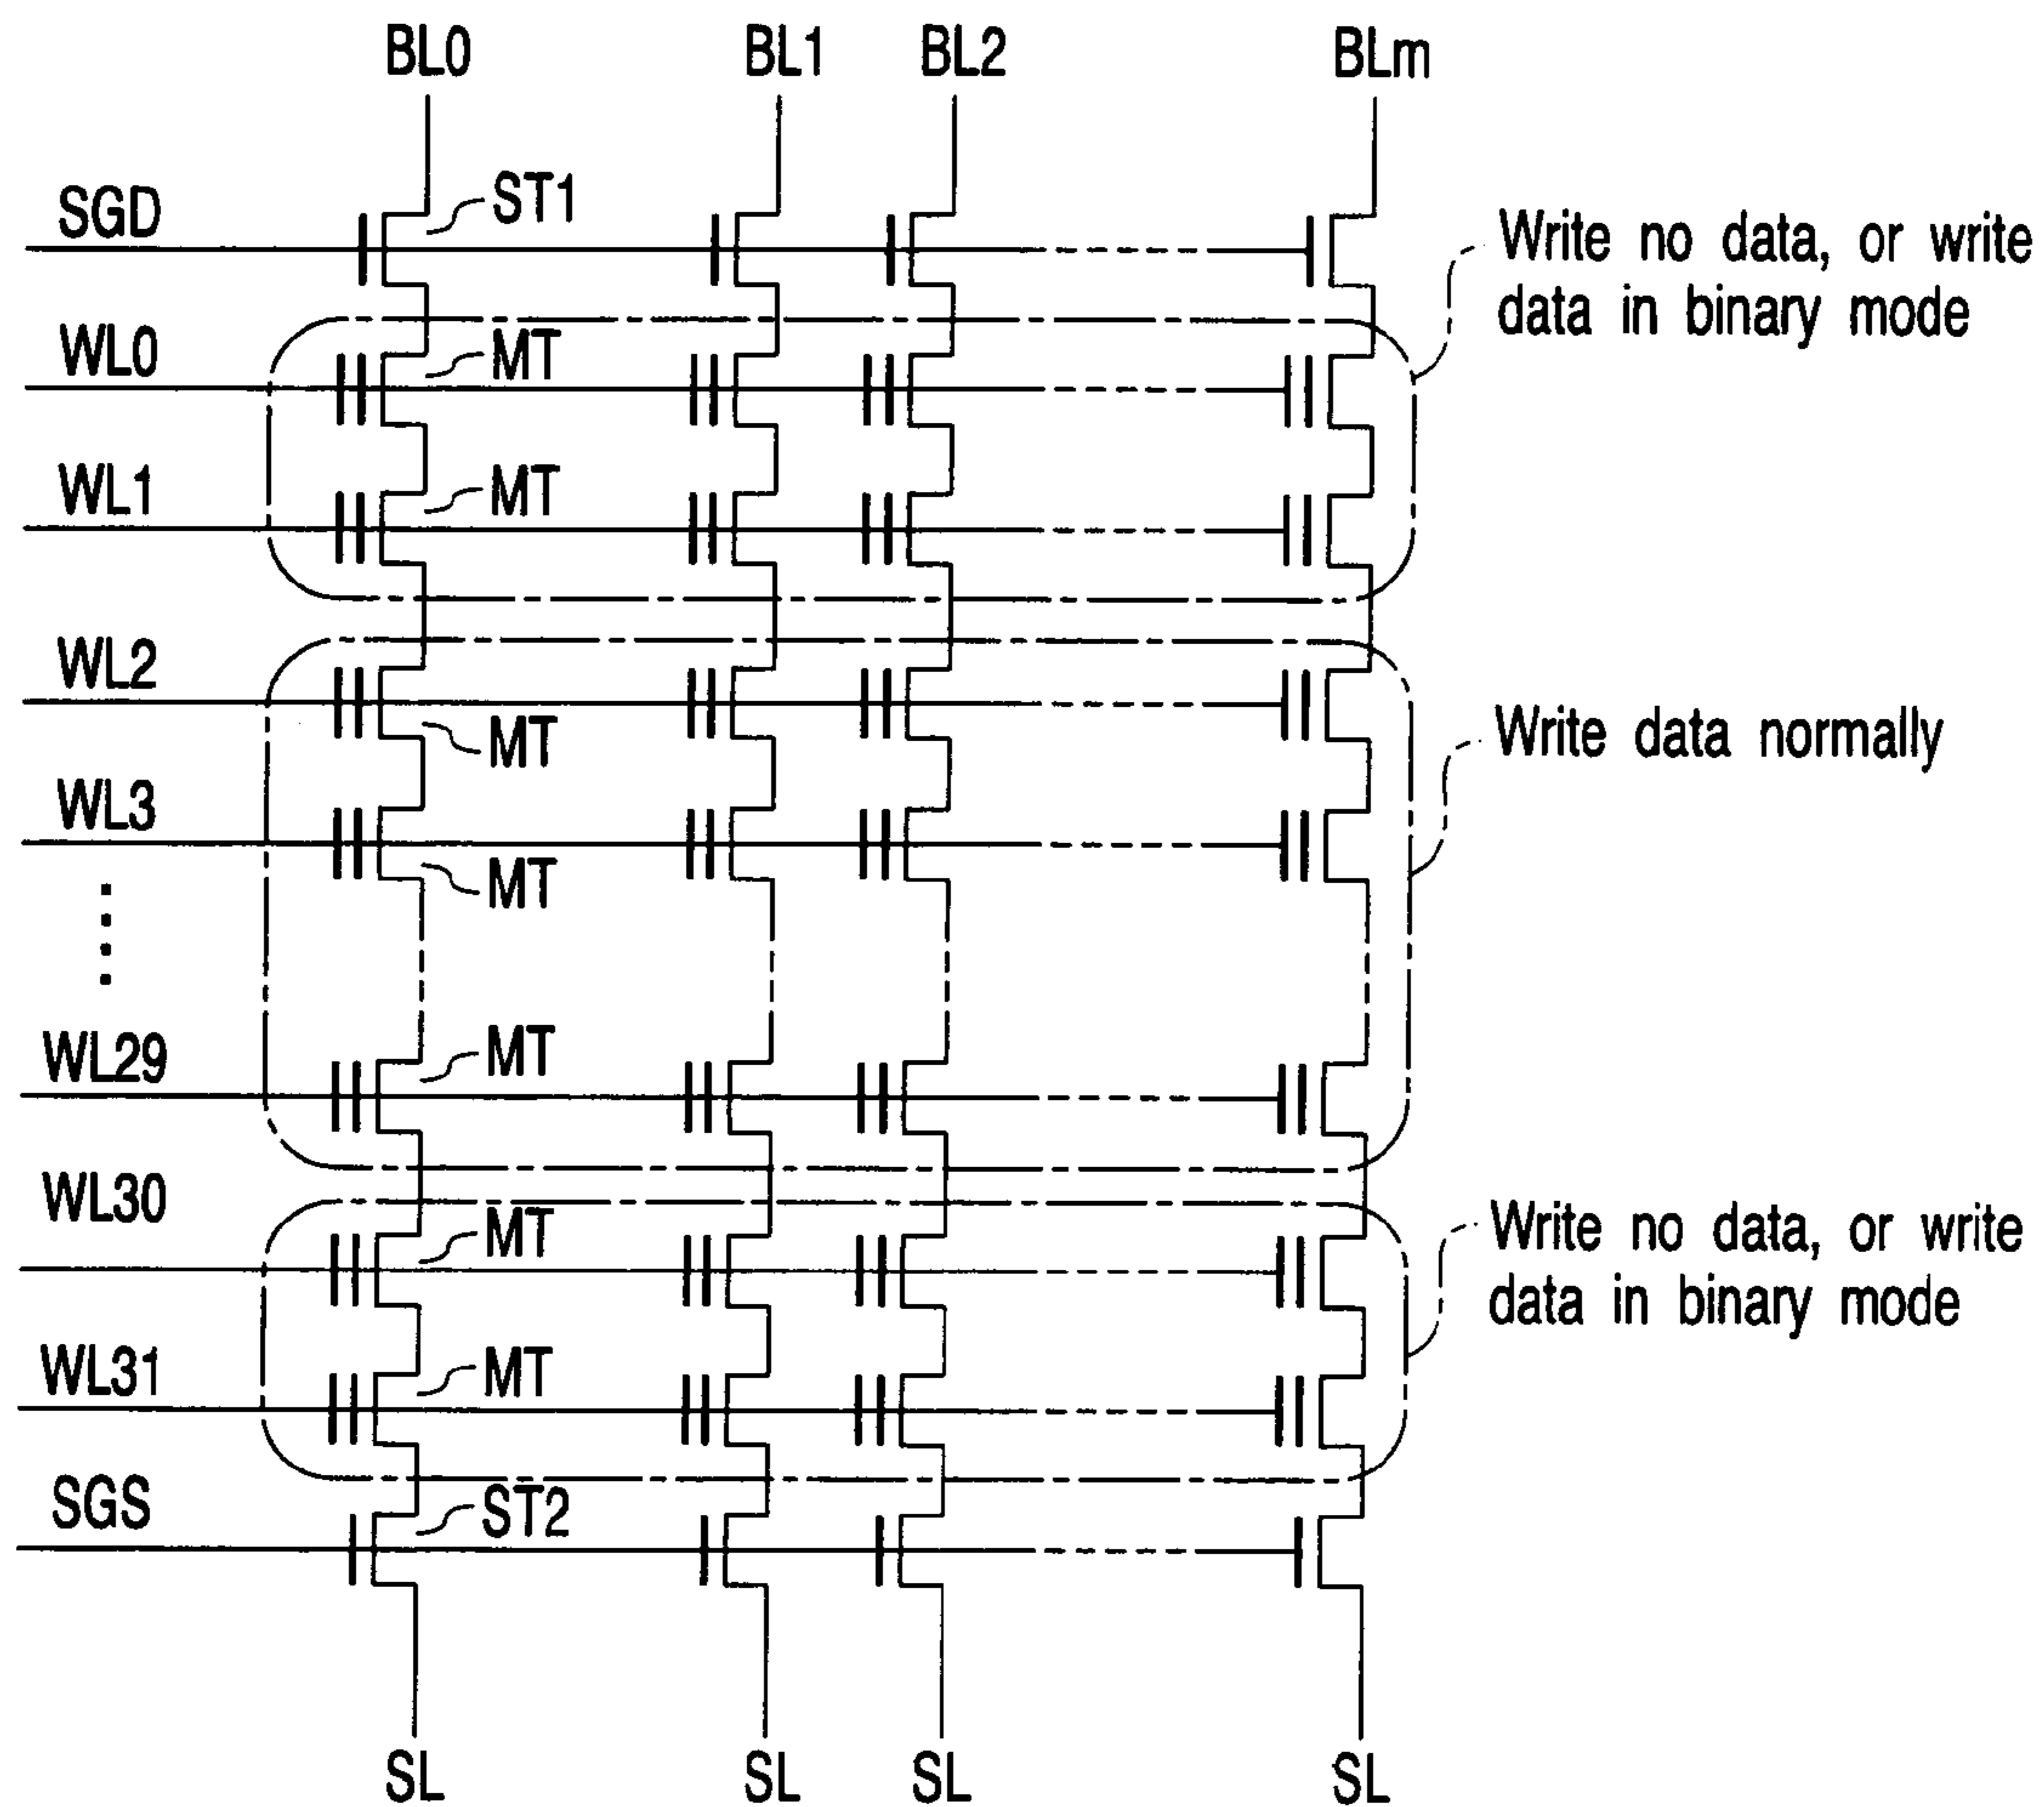 BL0 BL1 BL2 BLm
SGD ST1
Write no data, or write
data in binary mode
WL0 MT
WL1 MT
WL2 MT
Write data normally
WL3 MT
WL29 MT
WL30 MT
Write no data, or write
data in binary mode
WL31 MT
SGS ST2
SL SL SL SL